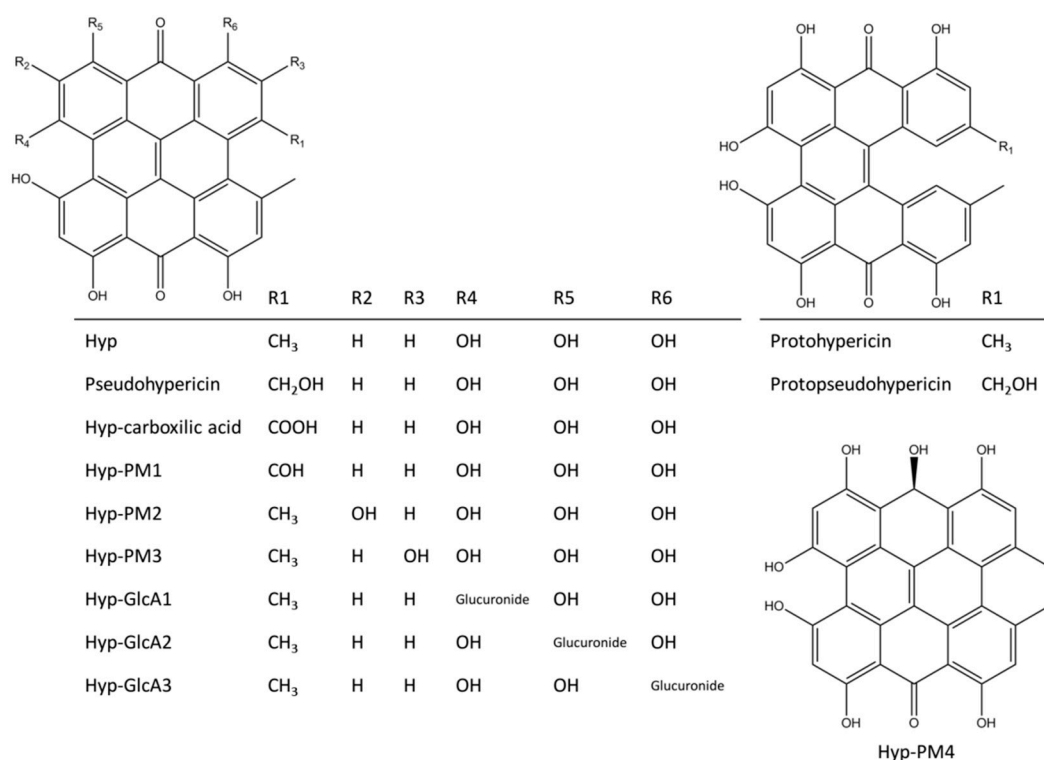 R5 O R6
R2 R3
R4 R1
HO
OH O OH
OH O OH
HO R1
HO
OH O OH
R1 R2 R3 R4 R5 R6
Hyp CH3 H H OH OH OH
Pseudohypericin CH2OH H H OH OH OH
Hyp-carboxilic acid COOH H H OH OH OH
Hyp-PM1 COH H H OH OH OH
Hyp-PM2 CH3 OH H OH OH OH
Hyp-PM3 CH3 H OH OH OH OH
Hyp-GlcA1 CH3 H H Glucuronide OH OH
Hyp-GlcA2 CH3 H H OH Glucuronide OH
Hyp-GlcA3 CH3 H H OH OH Glucuronide
R1
Protohypericin CH3
Protopseudohypericin CH2OH
OH OH OH
HO
HO
OH O OH
Hyp-PM4